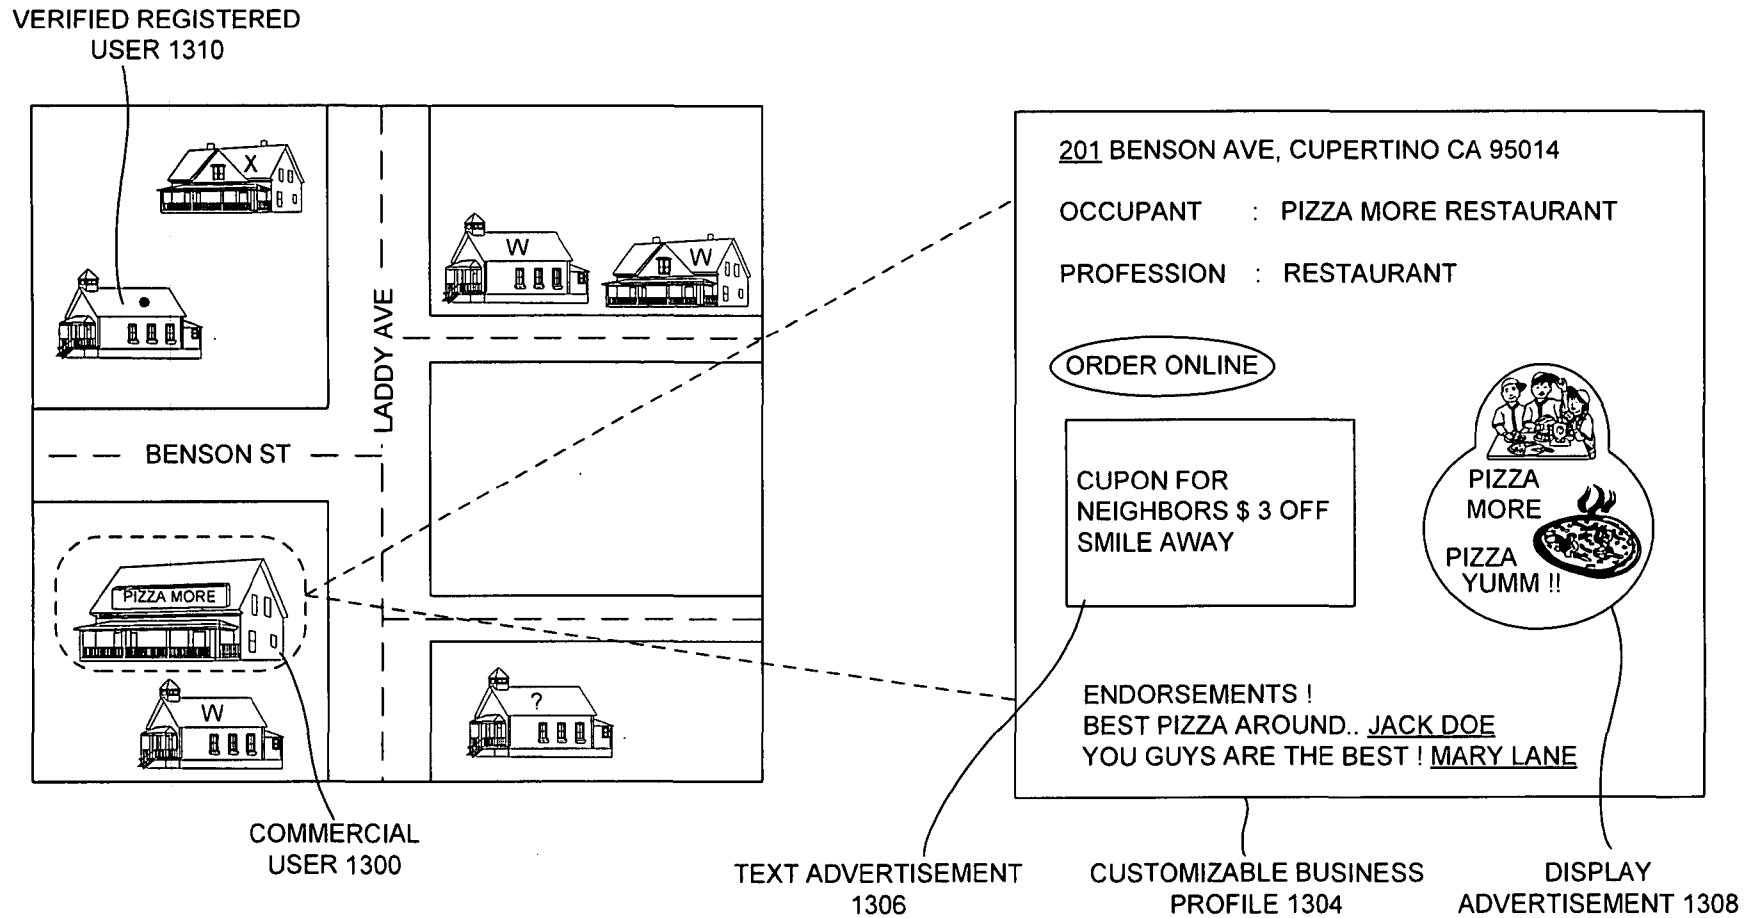 VERIFIED REGISTERED
USER 1310
X
W
W
LADDY AVE
BENSON ST
PIZZA MORE
W
?
COMMERCIAL
USER 1300
201 BENSON AVE, CUPERTINO CA 95014
OCCUPANT : PIZZA MORE RESTAURANT
PROFESSION : RESTAURANT
ORDER ONLINE
CUPON FOR
NEIGHBORS $ 3 OFF
SMILE AWAY
PIZZA
MORE
PIZZA
YUMM !!
ENDORSEMENTS !
BEST PIZZA AROUND.. JACK DOE
YOU GUYS ARE THE BEST ! MARY LANE
TEXT ADVERTISEMENT
1306
CUSTOMIZABLE BUSINESS
PROFILE 1304
DISPLAY
ADVERTISEMENT 1308